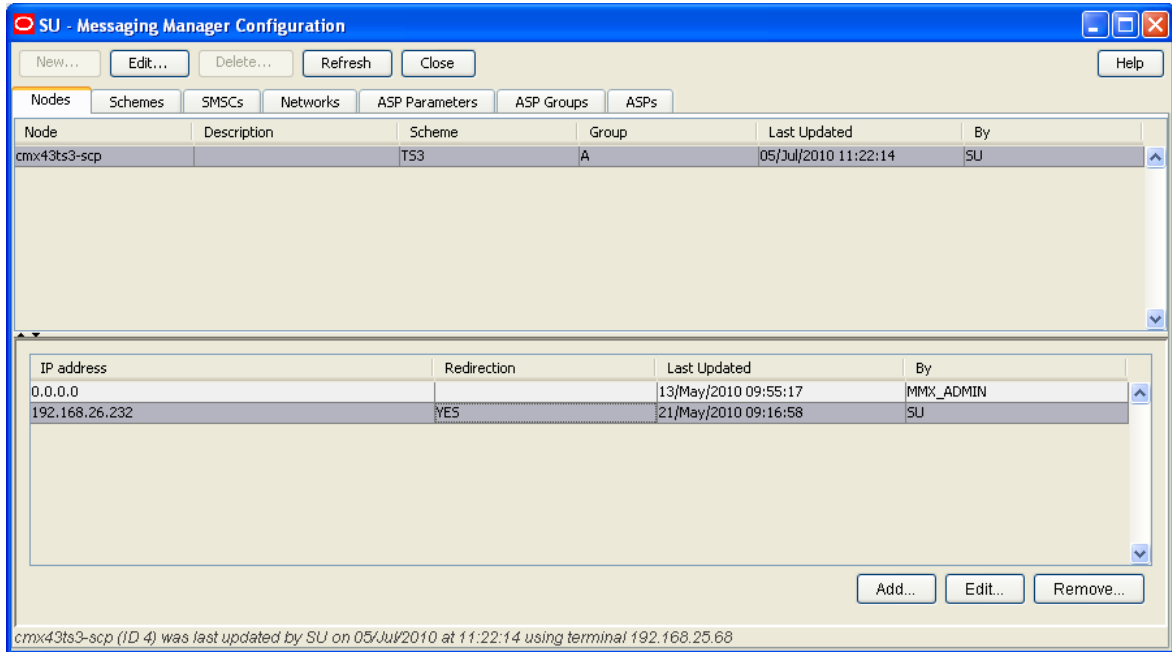 SU - Messaging Manager Configuration
New... Edit... Delete... Refresh Close Help
Nodes Schemes SMSCs Networks ASP Parameters ASP Groups ASPs
Node Description Scheme Group Last Updated By
cmx43ts3-scp TS3 A 05/Jul/2010 11:22:14 SU
IP address Redirection Last Updated By
0.0.0.0 13/May/2010 09:55:17 MMX_ADMIN
192.168.26.232 YES 21/May/2010 09:16:58 SU
Add... Edit... Remove...
cmx43ts3-scp (ID 4) was last updated by SU on 05/Jul/2010 at 11:22:14 using terminal 192.168.25.68